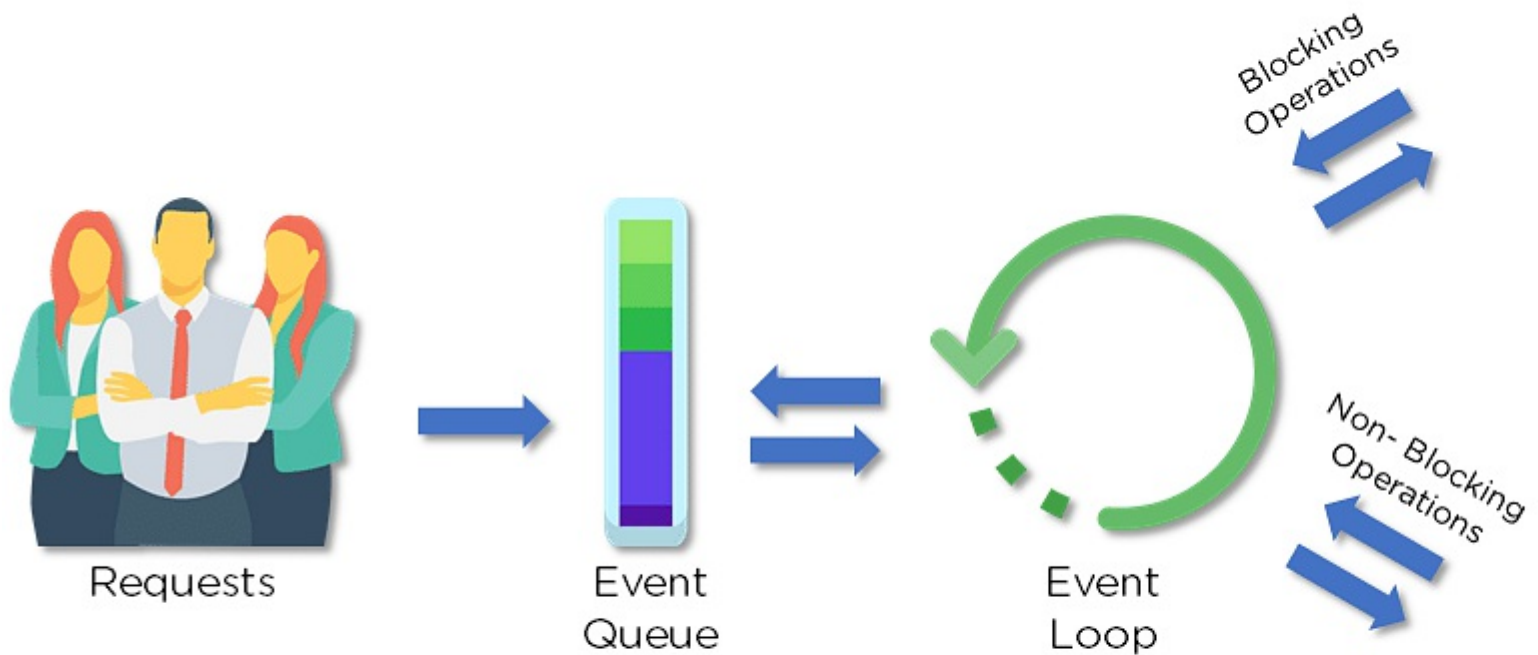 Blocking
Operations
Requests
Event
Queue
Event
Loop
Non- Blocking
Operations